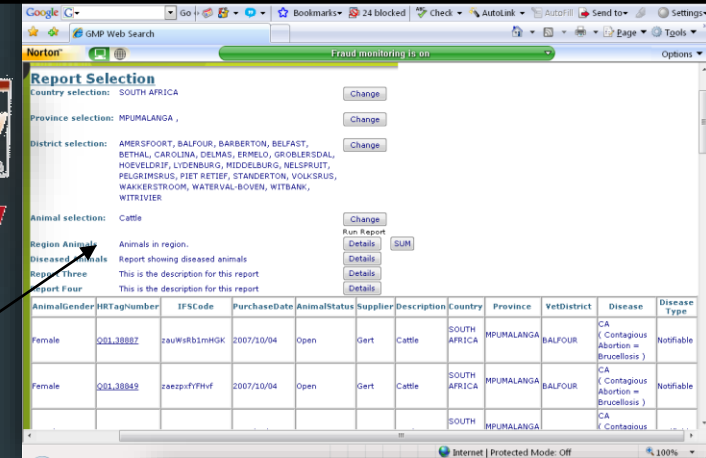 Google G Go 24 blocked Check AutoLink AutoFill Send to Settings
Bookmarks
GMP Web Search Page Tools
Norton Fraud monitoring is on Options
Report Selection
Country selection: SOUTH AFRICA Change
Province selection: MPUMALANGA , Change
District selection: AMERSFOORT, BALFOUR, BARBERTON, BELFAST, Change
BETHAL, CAROLINA, DELMAS, ERMELO, GROBLERSDAL,
HOEVELDRIF, LYDENBURG, MIDDELBURG, NELSPRUIT,
PELGRIMSRUS, PIET RETIEF, STANDERTON, VOLKSRUS,
WAKKERSTROOM, WATERVAL-BOVEN, WITBANK,
WITRIVIER
Animal selection: Cattle Change
Run Report
Region Animals Animals in region. Details SUM
Diseased Animals Report showing diseased animals Details
Report Three This is the description for this report Details
Report Four This is the description for this report Details
AnimalGender HRTagNumber IFSCode PurchaseDate AnimalStatus Supplier Description Country Province VetDistrict Disease Disease Type
Female Q01,38887 zauWsRb1mHGK 2007/10/04 Open Gert Cattle SOUTH AFRICA MPUMALANGA BALFOUR CA ( Contagious Abortion = Brucellosis ) Notifiable
Female Q01,38849 zaezpxfYFHvf 2007/10/04 Open Gert Cattle SOUTH AFRICA MPUMALANGA BALFOUR CA ( Contagious Abortion = Brucellosis ) Notifiable
SOUTH MPUMALANGA CA ( Contagious
Internet | Protected Mode: Off 100%